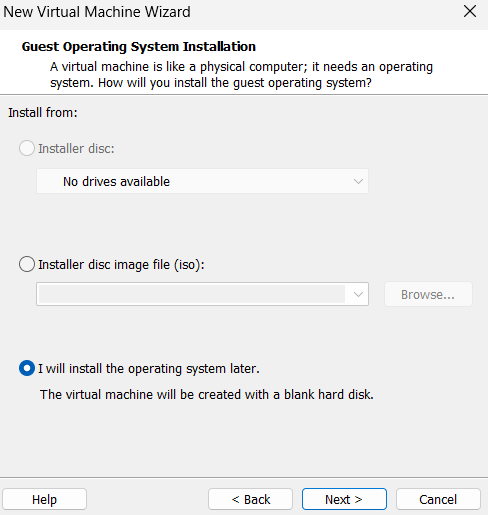 New Virtual Machine Wizard
Guest Operating System Installation
A virtual machine is like a physical computer; it needs an operating
system. How will you install the guest operating system?
Install from:
Installer disc:
No drives available
Installer disc image file (iso):
Browse...
I will install the operating system later.
The virtual machine will be created with a blank hard disk.
Help
< Back
Next >
Cancel